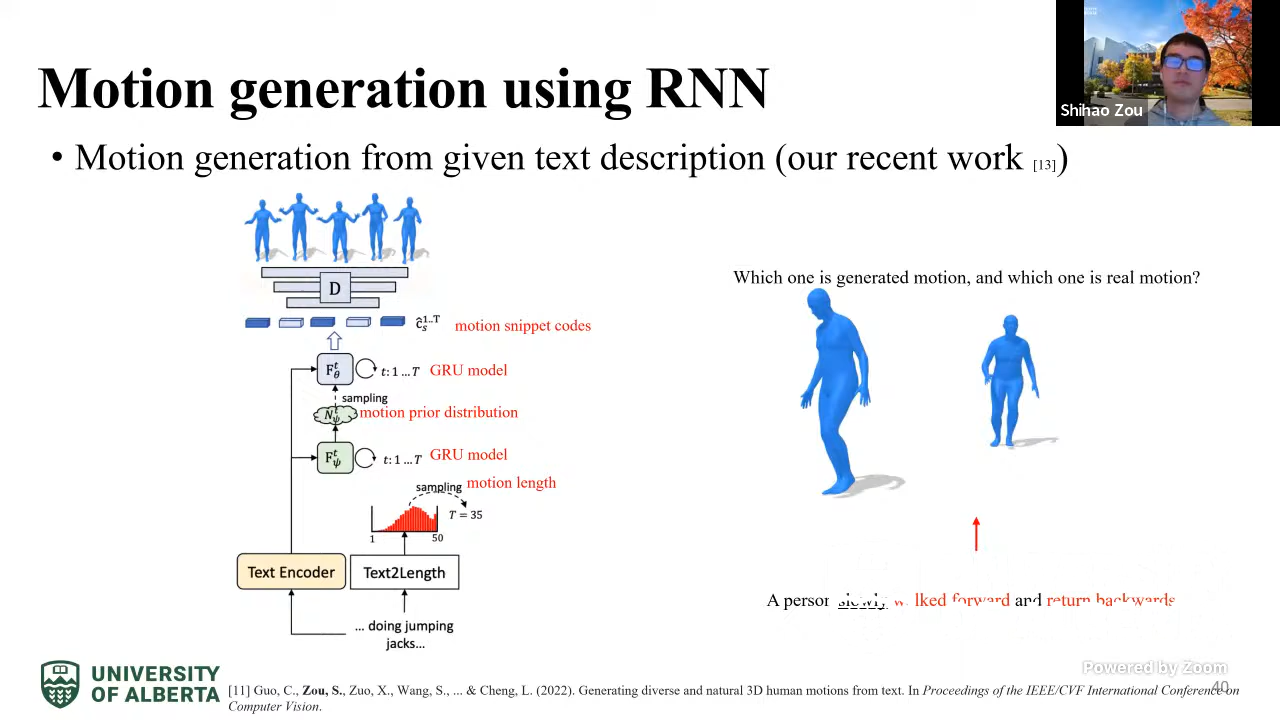 Motion generation using RNN
Shihao Zou
• Motion generation from given text description (our recent work [13])
D
ĉₛ¹··ᵀ motion snippet codes
F_θ^t t: 1 ...T GRU model
sampling
N_ψ^t motion prior distribution
F_ψ^t t: 1 ...T GRU model
sampling motion length
T = 35
1 50
Text Encoder Text2Length
... doing jumping
jacks...
Which one is generated motion, and which one is real motion?
A person slowly walked forward and return backwards
UNIVERSITY
OF ALBERTA
[11] Guo, C., Zou, S., Zuo, X., Wang, S., ... & Cheng, L. (2022). Generating diverse and natural 3D human motions from text. In Proceedings of the IEEE/CVF International Conference on
Computer Vision.
Powered by Zoom
40